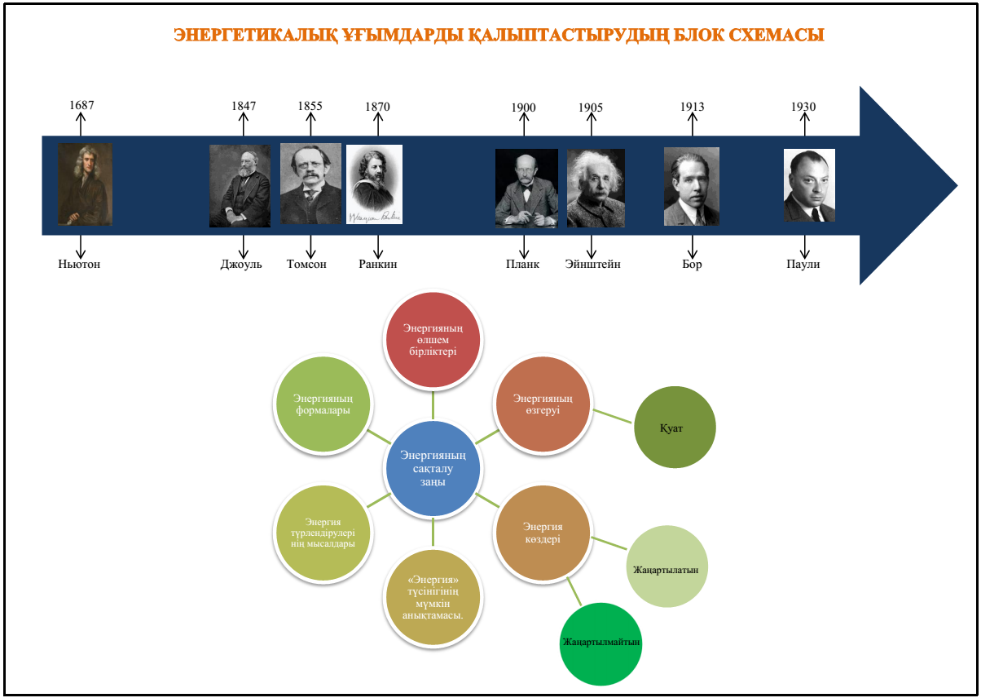 ЭНЕРГЕТИКАЛЫҚ ҰҒЫМДАРДЫ ҚАЛЫПТАСТЫРУДЫҢ БЛОК СХЕМАСЫ
1687
1847
1855
1870
1900
1905
1913
1930
Ньютон
Джоуль
Томсон
Ранкин
Планк
Эйнштейн
Бор
Паули
Энергияның
өлшем
бірліктері
Энергияның
формалары
Энергияның
өзгеруі
Қуат
Энергияның
сақталу
заңы
Энергия
түрлендірулері
нің мысалдары
Энергия
көздері
Жаңартылатын
«Энергия»
түсінігінің
мүмкін
анықтамасы.
Жаңартылмайтын